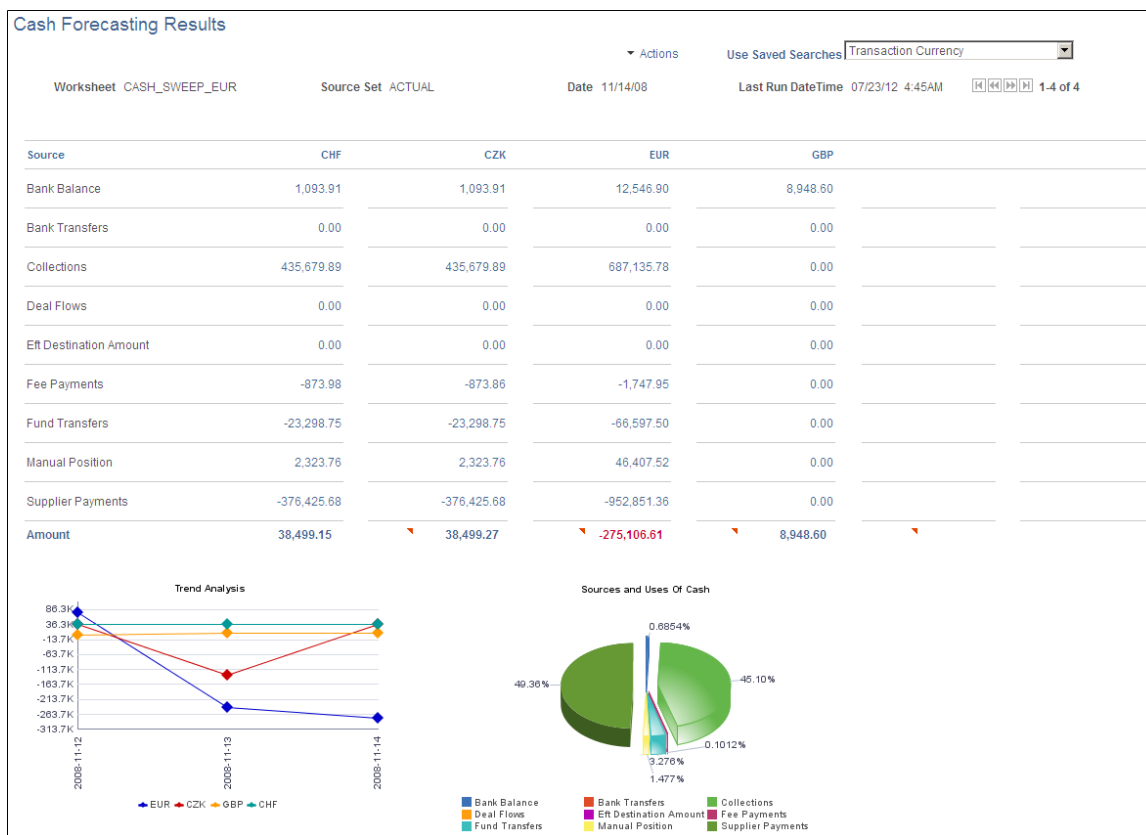 Cash Forecasting Results
Actions Use Saved Searches Transaction Currency
Worksheet CASH_SWEEP_EUR Source Set ACTUAL Date 11/14/08 Last Run DateTime 07/23/12 4:45AM 1-4 of 4
Source CHF CZK EUR GBP
Bank Balance 1,093.91 1,093.91 12,546.90 8,948.60
Bank Transfers 0.00 0.00 0.00 0.00
Collections 435,679.89 435,679.89 687,135.78 0.00
Deal Flows 0.00 0.00 0.00 0.00
Eft Destination Amount 0.00 0.00 0.00 0.00
Fee Payments -873.98 -873.86 -1,747.95 0.00
Fund Transfers -23,298.75 -23,298.75 -66,597.50 0.00
Manual Position 2,323.76 2,323.76 46,407.52 0.00
Supplier Payments -376,425.68 -376,425.68 -952,851.36 0.00
Amount 38,499.15 38,499.27 -275,106.61 8,948.60
Trend Analysis
86.3K
36.3K
-13.7K
-63.7K
-113.7K
-163.7K
-213.7K
-263.7K
-313.7K
2008-11-12
2008-11-13
2008-11-14
EUR CZK GBP CHF
Sources and Uses Of Cash
0.6854%
49.36%
45.10%
0.1012%
3.276%
1.477%
Bank Balance Bank Transfers Collections
Deal Flows Eft Destination Amount Fee Payments
Fund Transfers Manual Position Supplier Payments